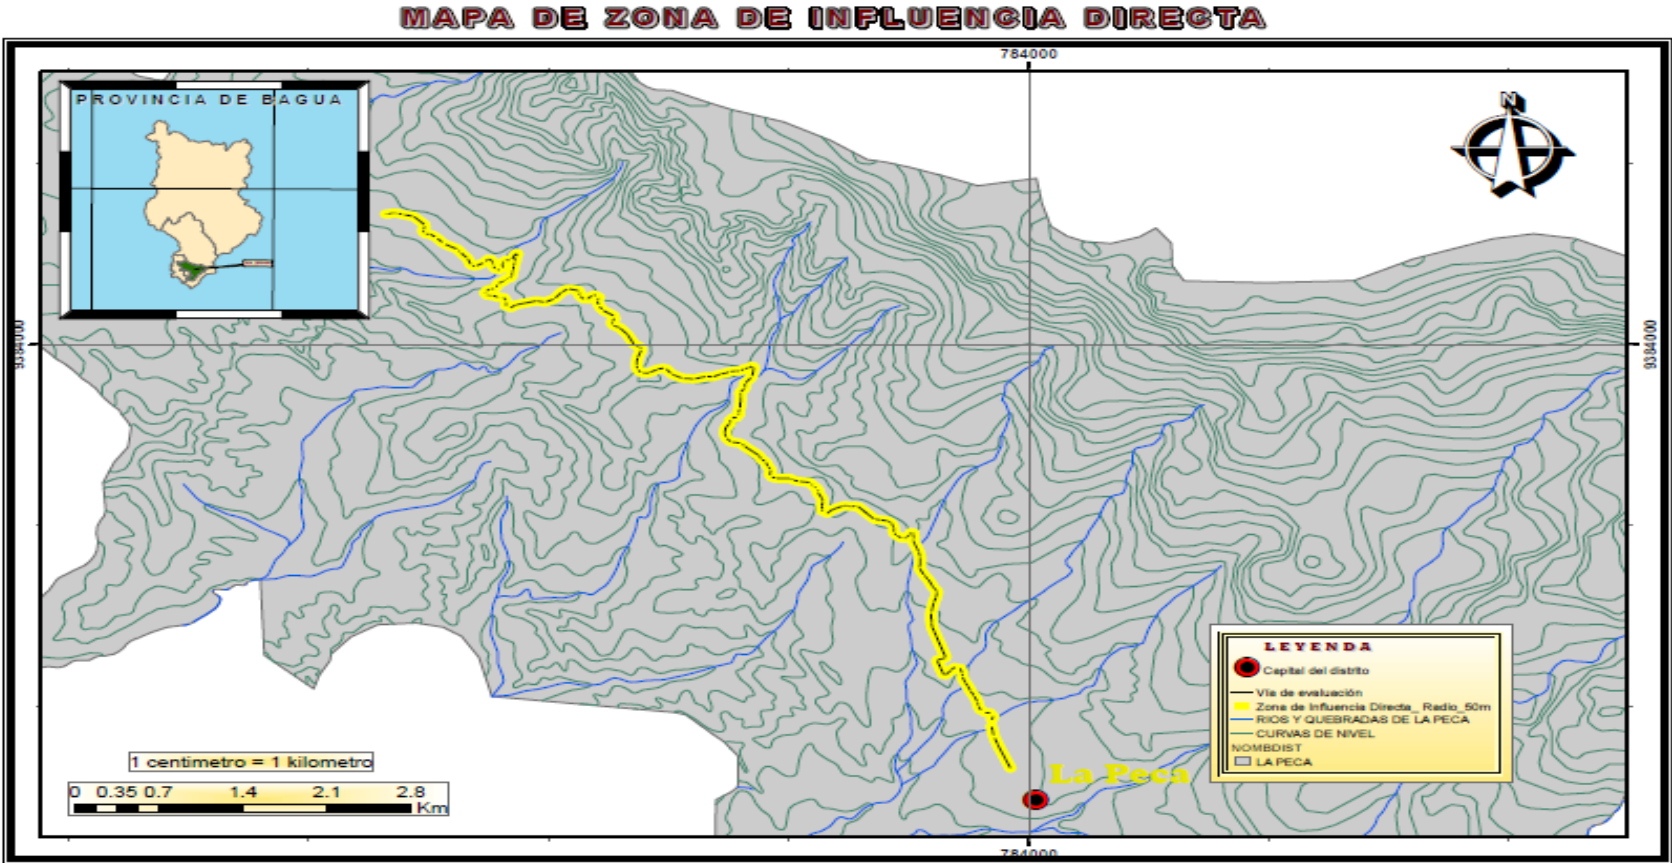 MAPA DE ZONA DE INFLUENCIA DIRECTA
784000
PROVINCIA DE BAGUA
N
9384000
9384000
LEYENDA
Capital del distrito
Vía de evaluación
Zona de Influencia Directa_ Radio_50m
RIOS Y QUEBRADAS DE LA PECA
CURVAS DE NIVEL
NOMBDIST
LA PECA
La Peca
1 centimetro = 1 kilometro
0 0.35 0.7 1.4 2.1 2.8
Km
784000